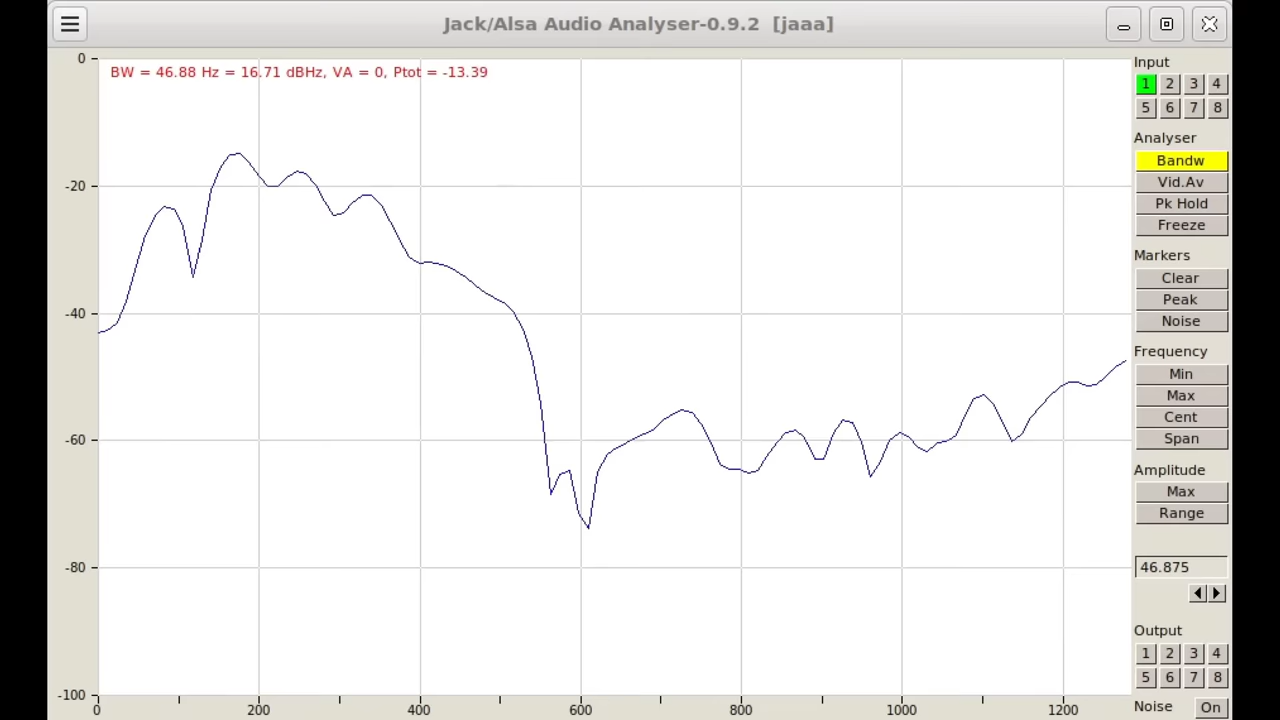 Jack/Alsa Audio Analyser-0.9.2 [jaaa]
BW = 46.88 Hz = 16.71 dBHz, VA = 0, Ptot = -13.39
0
-20
-40
-60
-80
-100
0 200 400 600 800 1000 1200
Input
1 2 3 4
5 6 7 8
Analyser
Bandw
Vid.Av
Pk Hold
Freeze
Markers
Clear
Peak
Noise
Frequency
Min
Max
Cent
Span
Amplitude
Max
Range
46.875
Output
1 2 3 4
5 6 7 8
Noise On